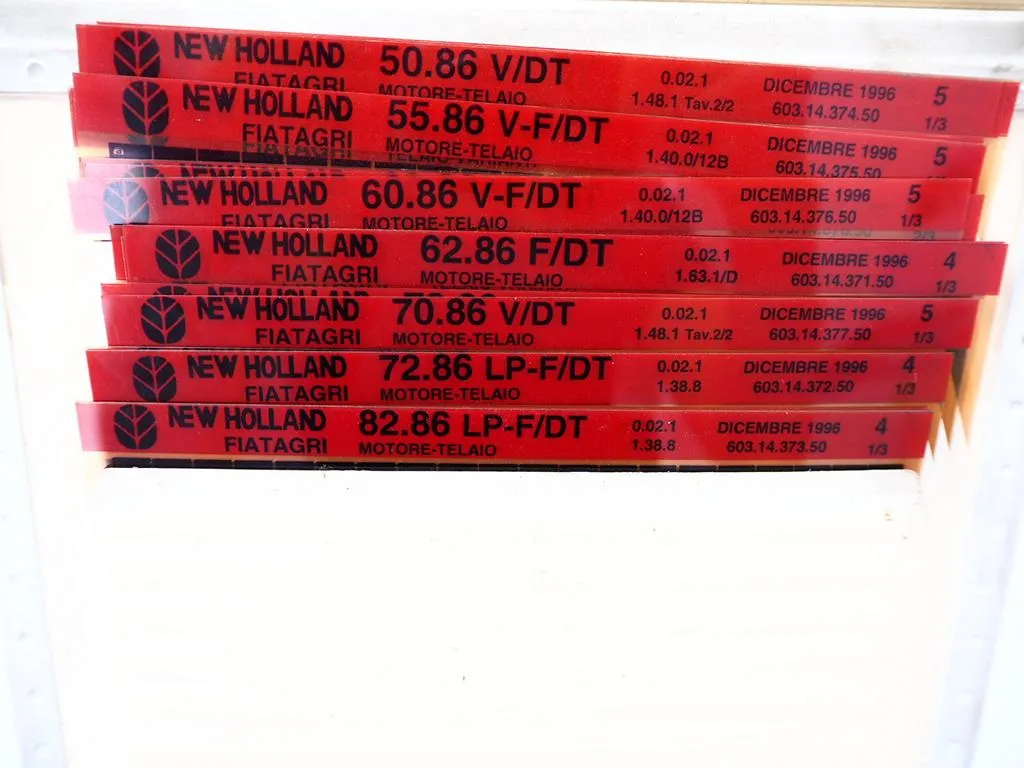 NEW HOLLAND 50.86 V/DT 0.02.1 DICEMBRE 1996 5
FIATAGRI MOTORE-TELAIO 1.48.1 Tav.2/2 603.14.374.50 1/3
NEW HOLLAND 55.86 V-F/DT 0.02.1 DICEMBRE 1996 5
FIATAGRI MOTORE-TELAIO 1.40.0/12B 603.14.375.50
NEW HOLLAND 60.86 V-F/DT 0.02.1 DICEMBRE 1996 5
FIATAGRI MOTORE-TELAIO 1.40.0/12B 603.14.376.50 1/3
2/3
NEW HOLLAND 62.86 F/DT 0.02.1 DICEMBRE 1996 4
FIATAGRI MOTORE-TELAIO 1.63.1/D 603.14.371.50 1/3
NEW HOLLAND 70.86 V/DT 0.02.1 DICEMBRE 1996 5
FIATAGRI MOTORE-TELAIO 1.48.1 Tav.2/2 603.14.377.50 1/3
NEW HOLLAND 72.86 LP-F/DT 0.02.1 DICEMBRE 1996 4
FIATAGRI MOTORE-TELAIO 1.38.8 603.14.372.50 1/3
NEW HOLLAND 82.86 LP-F/DT 0.02.1 DICEMBRE 1996 4
FIATAGRI MOTORE-TELAIO 1.38.8 603.14.373.50 1/3